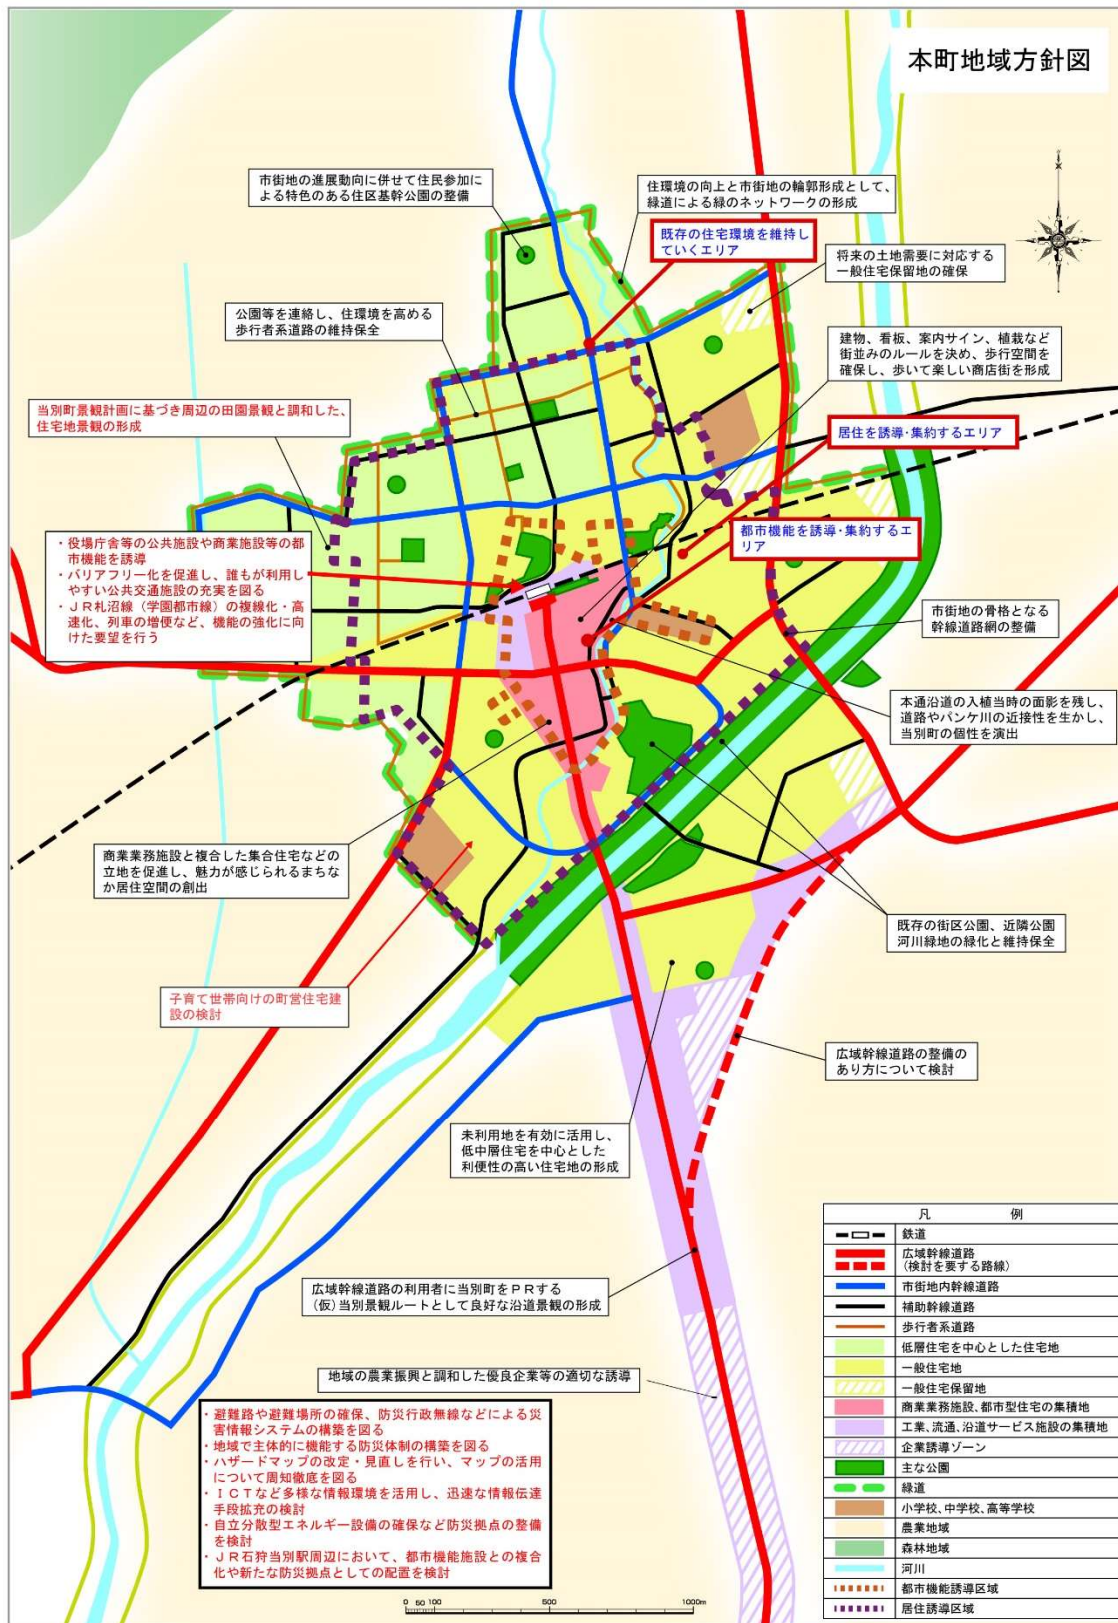 本町地域方針図
市街地の進展動向に併せて住民参加に
よる特色のある住区基幹公園の整備
住環境の向上と市街地の輪郭形成として、
緑道による緑のネットワークの形成
既存の住宅環境を維持し
ていくエリア
将来の土地需要に対応する
一般住宅保留地の確保
公園等を連絡し、住環境を高める
歩行者系道路の維持保全
建物、看板、案内サイン、植栽など
街並みのルールを決め、歩行空間を
確保し、歩いて楽しい商店街を形成
当別町景観計画に基づき周辺の田園景観と調和した、
住宅地景観の形成
居住を誘導・集約するエリア
都市機能を誘導・集約するエ
リア
・役場庁舎等の公共施設や商業施設等の都
市機能を誘導
・バリアフリー化を促進し、誰もが利用し
やすい公共交通施設の充実を図る
・ＪＲ札沼線（学園都市線）の複線化・高
速化、列車の増便など、機能の強化に向
けた要望を行う
市街地の骨格となる
幹線道路網の整備
本通沿道の入植当時の面影を残し、
道路やパンケ川の近接性を生かし、
当別町の個性を演出
商業業務施設と複合した集合住宅などの
立地を促進し、魅力が感じられるまちな
か居住空間の創出
既存の街区公園、近隣公園
河川緑地の緑化と維持保全
子育て世帯向けの町営住宅建
設の検討
広域幹線道路の整備の
あり方について検討
未利用地を有効に活用し、
低中層住宅を中心とした
利便性の高い住宅地の形成
広域幹線道路の利用者に当別町をＰＲする
(仮)当別景観ルートとして良好な沿道景観の形成
地域の農業振興と調和した優良企業等の適切な誘導
・避難路や避難場所の確保、防災行政無線などによる災
害情報システムの構築を図る
・地域で主体的に機能する防災体制の構築を図る
・ハザードマップの改定・見直しを行い、マップの活用
について周知徹底を図る
・ＩＣＴなど多様な情報環境を活用し、迅速な情報伝達
手段拡充の検討
・自立分散型エネルギー設備の確保など防災拠点の整備
を検討
・ＪＲ石狩当別駅周辺において、都市機能施設との複合
化や新たな防災拠点としての配置を検討
凡 例
鉄道
広域幹線道路
(検討を要する路線)
市街地内幹線道路
補助幹線道路
歩行者系道路
低層住宅を中心とした住宅地
一般住宅地
一般住宅保留地
商業業務施設、都市型住宅の集積地
工業、流通、沿道サービス施設の集積地
企業誘導ゾーン
主な公園
緑道
小学校、中学校、高等学校
農業地域
森林地域
河川
都市機能誘導区域
居住誘導区域
0 50 100 500 1000m